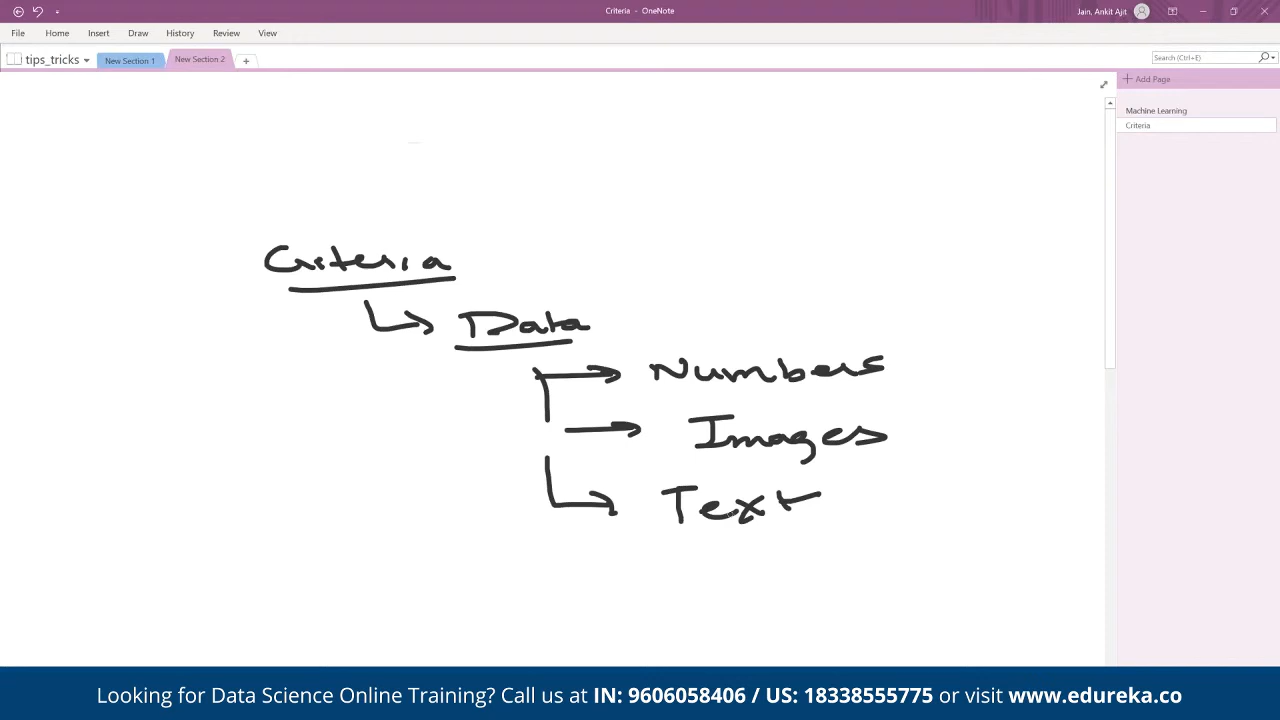 Criteria - OneNote
Jain, Ankit Ajit
File Home Insert Draw History Review View
tips_tricks New Section 1 New Section 2 +
Search (Ctrl+E)
Add Page
Machine Learning
Criteria
Criteria
Data
Numbers
Images
Text
Looking for Data Science Online Training? Call us at IN: 9606058406 / US: 18338555775 or visit www.edureka.co